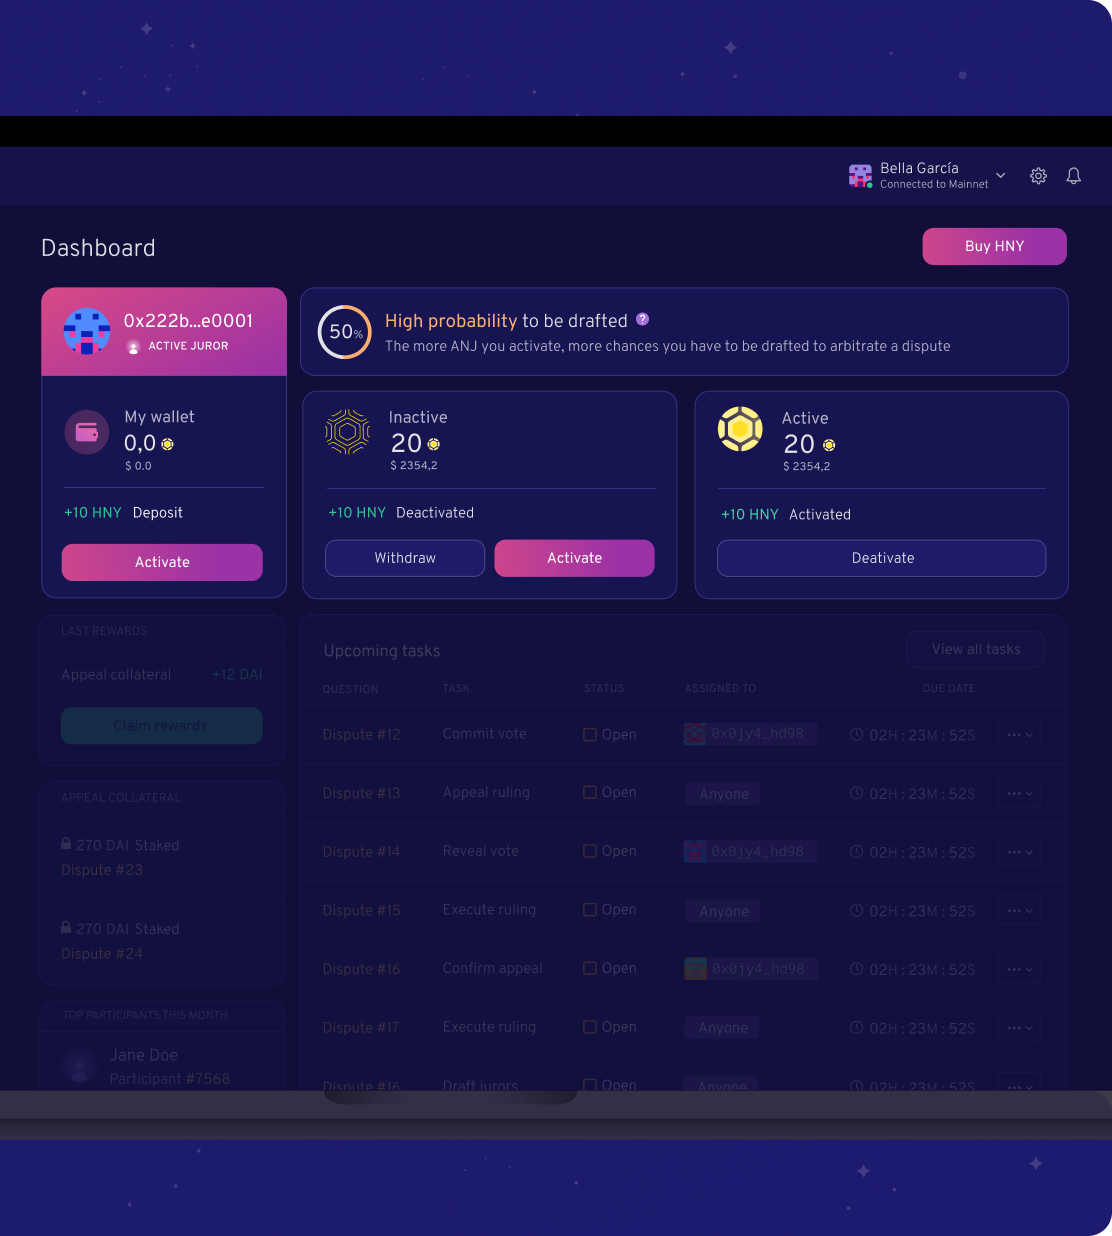 Bella García
Connected to Mainnet
Dashboard
Buy HNY
0x222b...e0001
ACTIVE JUROR
50%
High probability to be drafted ?
The more ANJ you activate, more chances you have to be drafted to arbitrate a dispute
My wallet
0,0
$ 0.0
+10 HNY Deposit
Activate
Inactive
20
$ 2354,2
+10 HNY Deactivated
Withdraw
Activate
Active
20
$ 2354,2
+10 HNY Activated
Deativate
LAST REWARDS
Appeal collateral +12 DAI
Claim rewards
APPEAL COLLATERAL
270 DAI Staked
Dispute #23
270 DAI Staked
Dispute #24
TOP PARTICIPANTS THIS MONTH
Jane Doe
Participant #7568
Upcoming tasks
View all tasks
QUESTION TASK STATUS ASSIGNED TO DUE DATE
Dispute #12 Commit vote Open 0x0jy4_hd98 02H : 23M : 52S
Dispute #13 Appeal ruling Open Anyone 02H : 23M : 52S
Dispute #14 Reveal vote Open 0x0jy4_hd98 02H : 23M : 52S
Dispute #15 Execute ruling Open Anyone 02H : 23M : 52S
Dispute #16 Confirm appeal Open 0x0jy4_hd98 02H : 23M : 52S
Dispute #17 Execute ruling Open Anyone 02H : 23M : 52S
Dispute #16 Draft jurors Open Anyone 02H : 23M : 52S